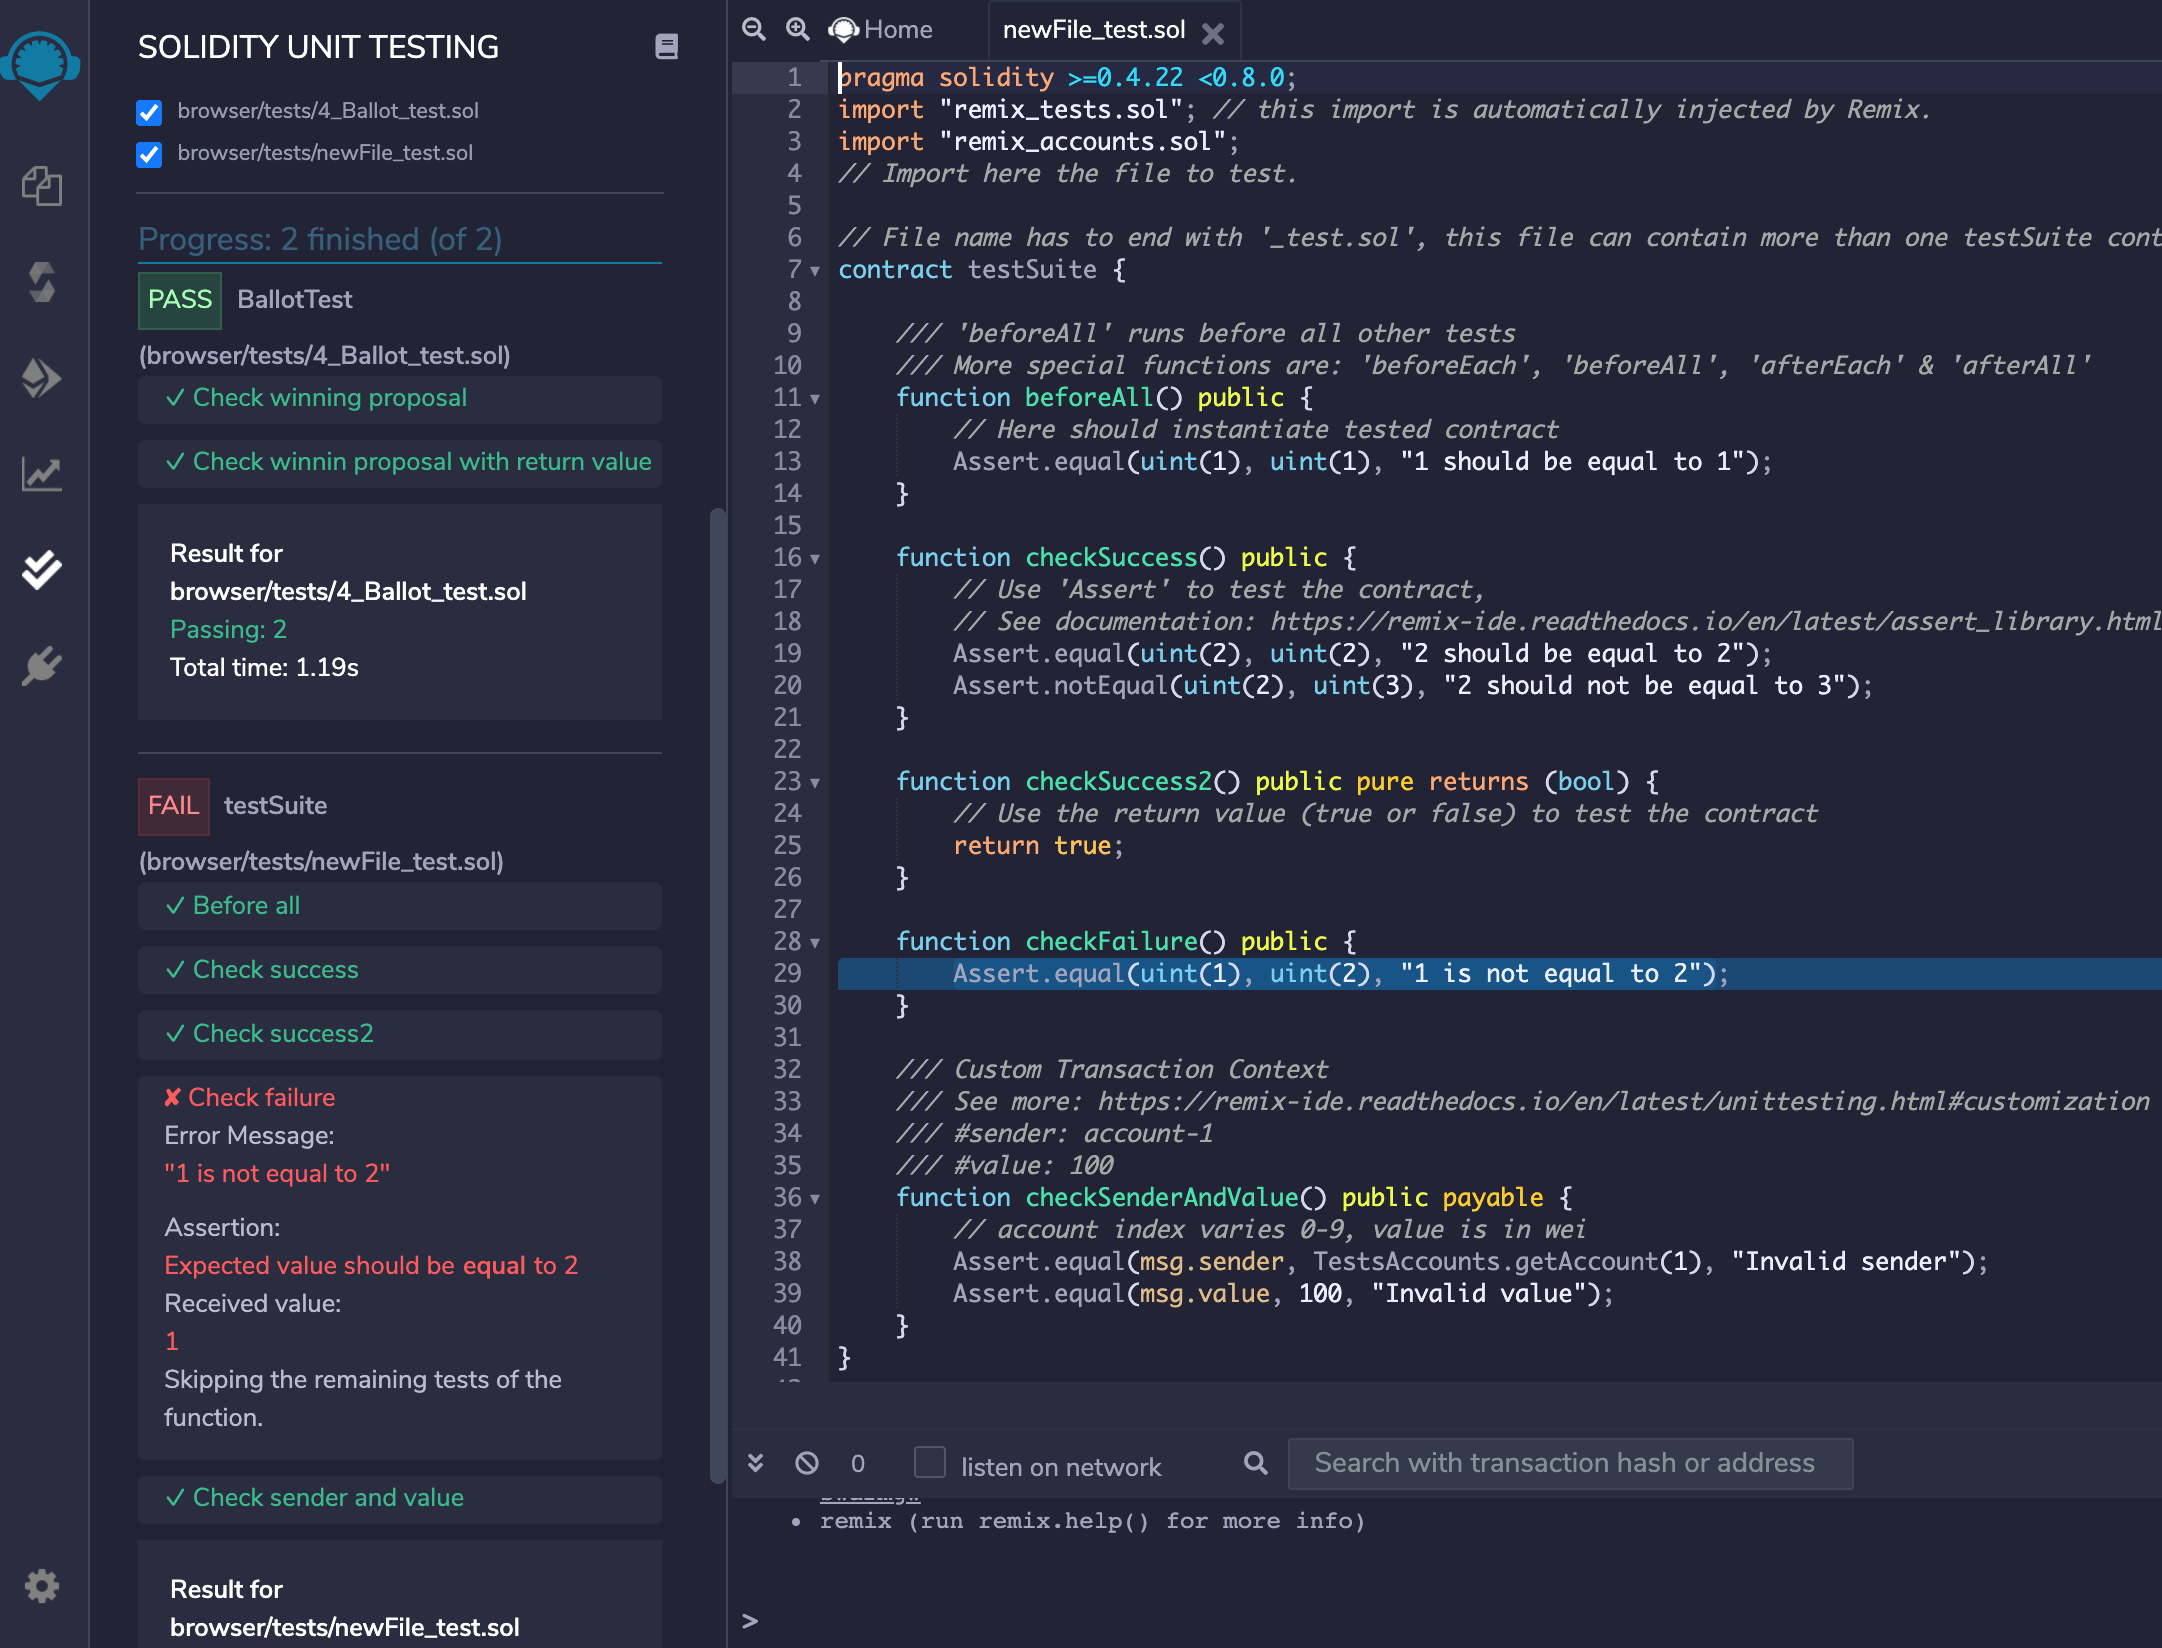 SOLIDITY UNIT TESTING
browser/tests/4_Ballot_test.sol
browser/tests/newFile_test.sol
Progress: 2 finished (of 2)
PASS BallotTest
(browser/tests/4_Ballot_test.sol)
✓ Check winning proposal
✓ Check winnin proposal with return value
Result for
browser/tests/4_Ballot_test.sol
Passing: 2
Total time: 1.19s
FAIL testSuite
(browser/tests/newFile_test.sol)
✓ Before all
✓ Check success
✓ Check success2
✘ Check failure
Error Message:
"1 is not equal to 2"
Assertion:
Expected value should be equal to 2
Received value:
1
Skipping the remaining tests of the
function.
✓ Check sender and value
Result for
browser/tests/newFile_test.sol
Home newFile_test.sol
1 pragma solidity >=0.4.22 <0.8.0;
2 import "remix_tests.sol"; // this import is automatically injected by Remix.
3 import "remix_accounts.sol";
4 // Import here the file to test.
5
6 // File name has to end with '_test.sol', this file can contain more than one testSuite cont
7 contract testSuite {
8
9 /// 'beforeAll' runs before all other tests
10 /// More special functions are: 'beforeEach', 'beforeAll', 'afterEach' & 'afterAll'
11 function beforeAll() public {
12 // Here should instantiate tested contract
13 Assert.equal(uint(1), uint(1), "1 should be equal to 1");
14 }
15
16 function checkSuccess() public {
17 // Use 'Assert' to test the contract,
18 // See documentation: https://remix-ide.readthedocs.io/en/latest/assert_library.html
19 Assert.equal(uint(2), uint(2), "2 should be equal to 2");
20 Assert.notEqual(uint(2), uint(3), "2 should not be equal to 3");
21 }
22
23 function checkSuccess2() public pure returns (bool) {
24 // Use the return value (true or false) to test the contract
25 return true;
26 }
27
28 function checkFailure() public {
29 Assert.equal(uint(1), uint(2), "1 is not equal to 2");
30 }
31
32 /// Custom Transaction Context
33 /// See more: https://remix-ide.readthedocs.io/en/latest/unittesting.html#customization
34 /// #sender: account-1
35 /// #value: 100
36 function checkSenderAndValue() public payable {
37 // account index varies 0-9, value is in wei
38 Assert.equal(msg.sender, TestsAccounts.getAccount(1), "Invalid sender");
39 Assert.equal(msg.value, 100, "Invalid value");
40 }
41 }
0 listen on network Search with transaction hash or address
• remix (run remix.help() for more info)
>